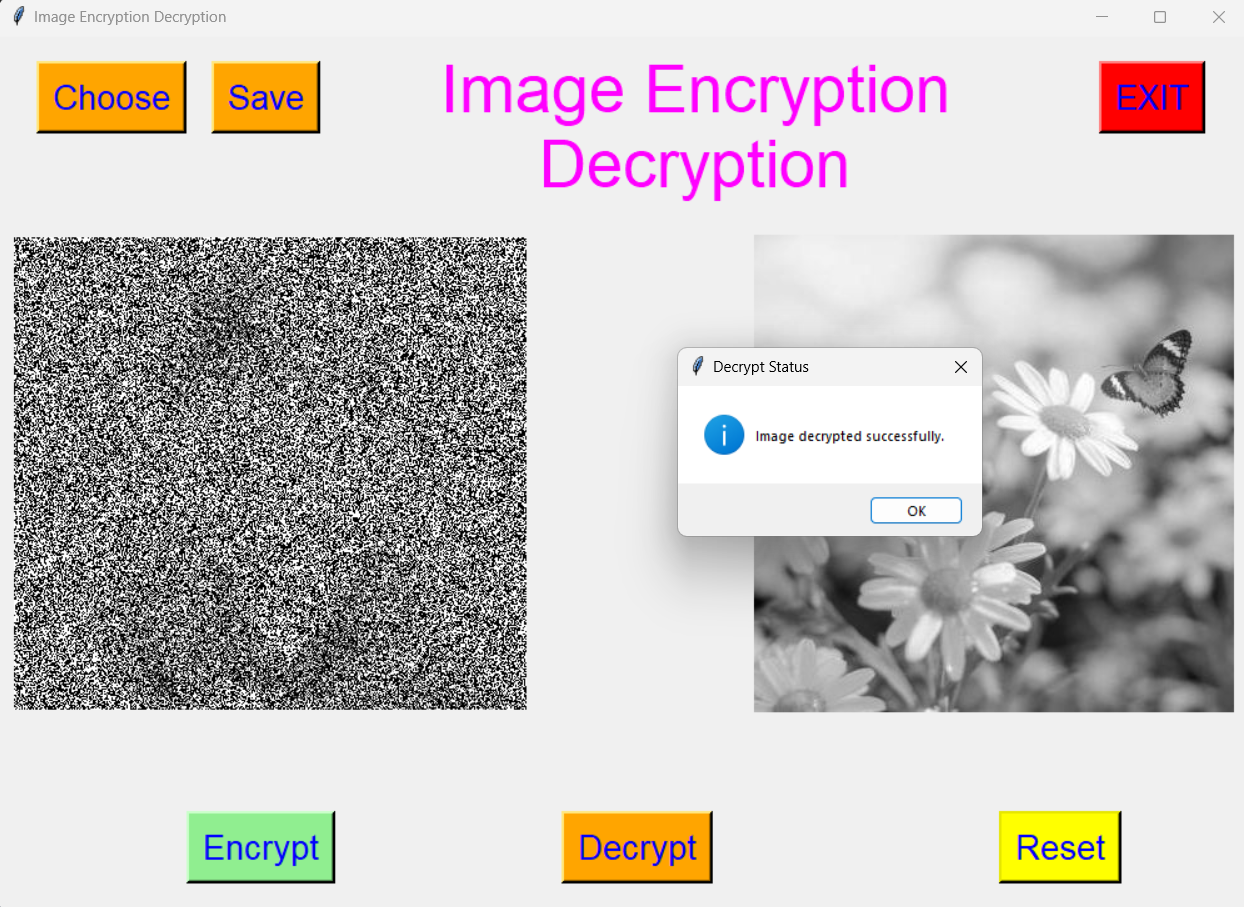 Image Encryption Decryption
Choose
Save
Image Encryption
Decryption
EXIT
Decrypt Status
Image decrypted successfully.
OK
Encrypt
Decrypt
Reset